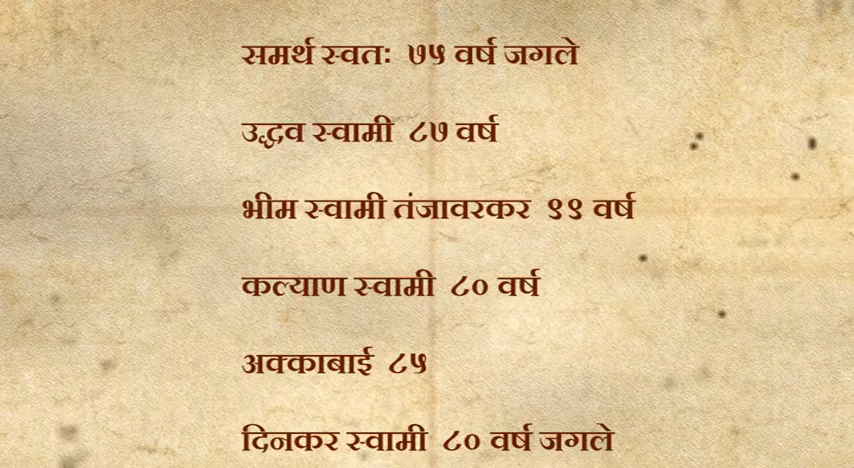 समर्थ स्वतः ७५ वर्ष जगले
उद्धव स्वामी ८७ वर्ष
भीम स्वामी तंजावरकर ९९ वर्ष
कल्याण स्वामी ८० वर्ष
अक्काबाई ८५
दिनकर स्वामी ८० वर्ष जगले